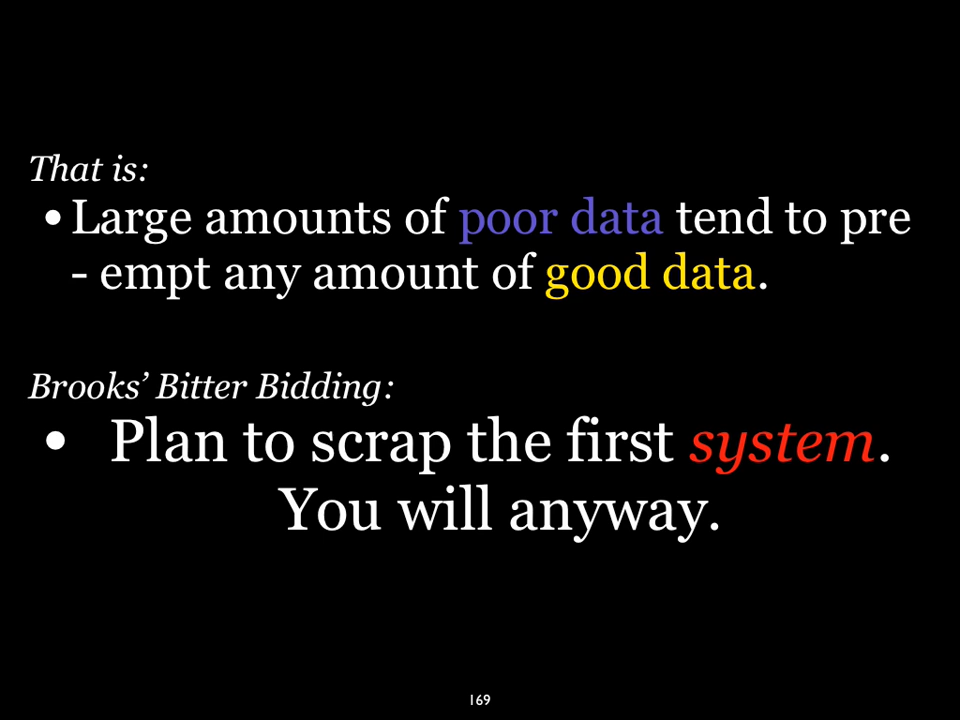 That is:
• Large amounts of poor data tend to pre
- empt any amount of good data.
Brooks’ Bitter Bidding:
• Plan to scrap the first system.
You will anyway.
169